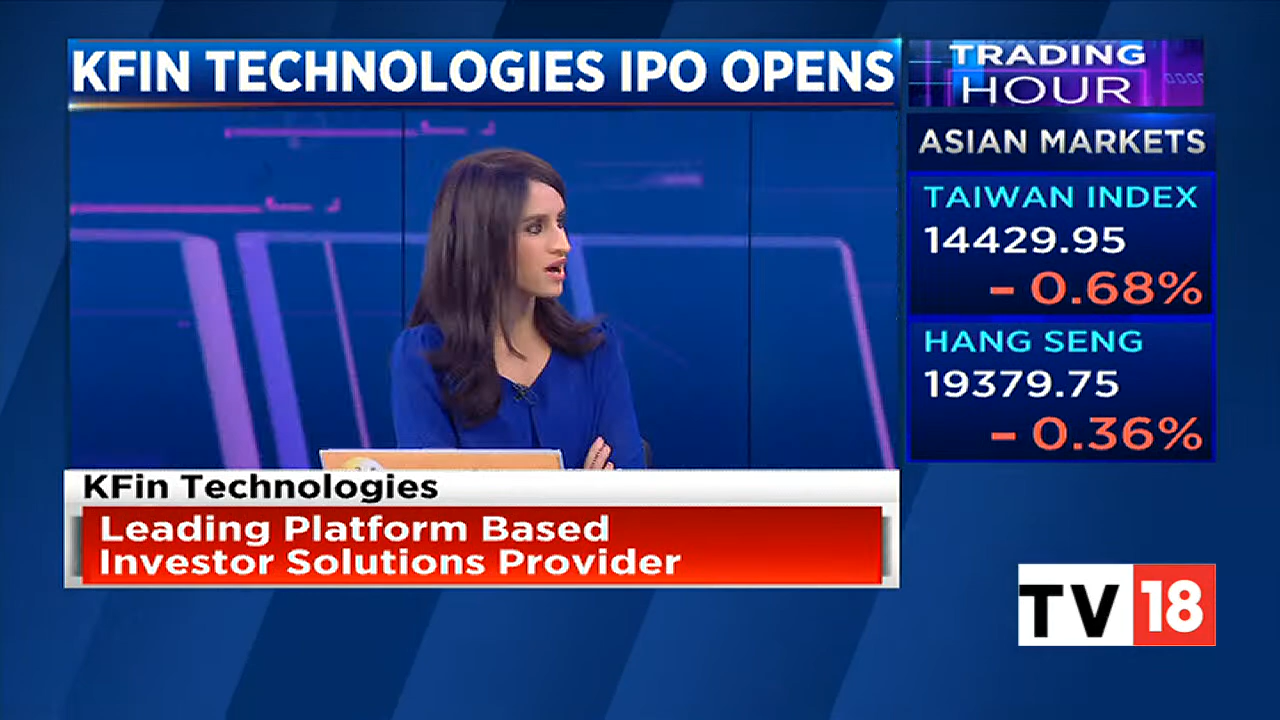 KFIN TECHNOLOGIES IPO OPENS
TRADING
HOUR
ASIAN MARKETS
TAIWAN INDEX
14429.95
- 0.68%
HANG SENG
19379.75
- 0.36%
KFin Technologies
Leading Platform Based
Investor Solutions Provider
TV18